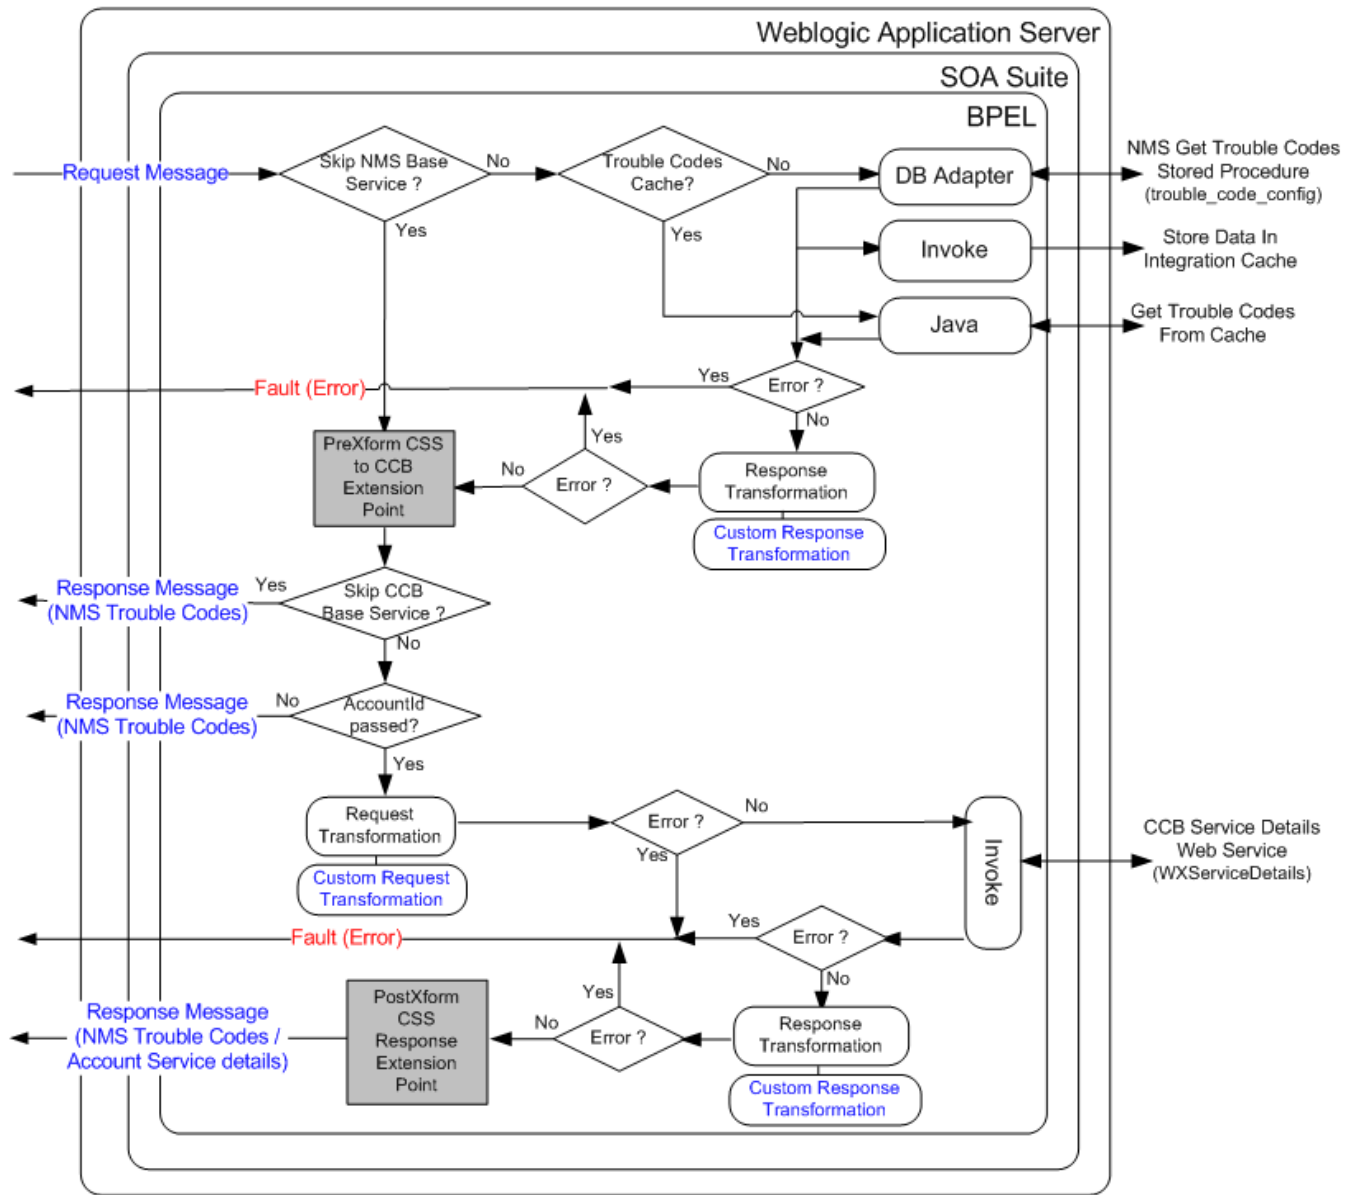 Weblogic Application Server
SOA Suite
BPEL
Request Message
Skip NMS Base
Service ?
No
Yes
Trouble Codes
Cache?
No
Yes
DB Adapter
NMS Get Trouble Codes
Stored Procedure
(trouble_code_config)
Invoke
Store Data In
Integration Cache
Java
Get Trouble Codes
From Cache
Error ?
Yes
No
Fault (Error)
PreXform CSS
to CCB
Extension
Point
No
Error ?
Yes
Response
Transformation
Custom Response
Transformation
Response Message
(NMS Trouble Codes)
Yes
Skip CCB
Base Service ?
No
Response Message
(NMS Trouble Codes)
No
AccountId
passed?
Yes
Request
Transformation
Custom Request
Transformation
Error ?
No
Yes
Invoke
CCB Service Details
Web Service
(WXServiceDetails)
Fault (Error)
Yes
Error ?
No
Response Message
(NMS Trouble Codes /
Account Service details)
PostXform
CSS
Response
Extension
Point
No
Error ?
Yes
Response
Transformation
Custom Response
Transformation